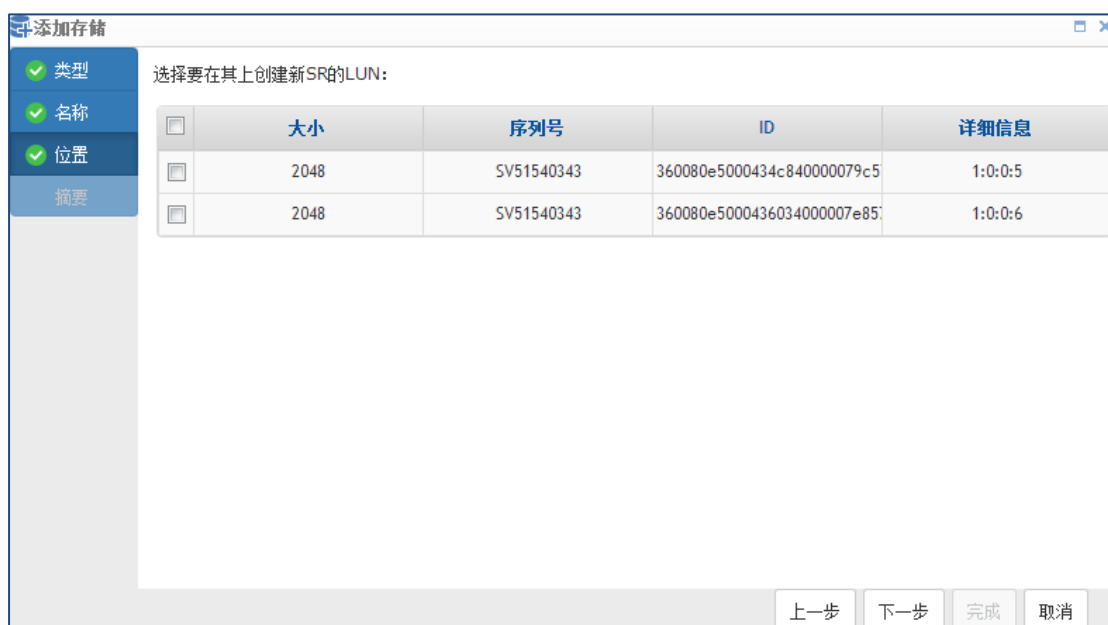 添加存储
类型
名称
位置
摘要
选择要在其上创建新SR的LUN：
大小 序列号 ID 详细信息
2048 SV51540343 360080e5000434c840000079c5 1:0:0:5
2048 SV51540343 360080e5000436034000007e85 1:0:0:6
上一步 下一步 完成 取消